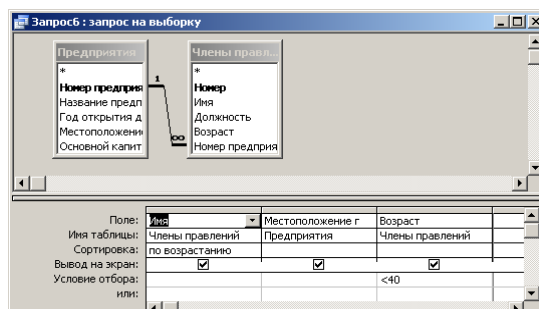 Запрос6 : запрос на выборку
Предприятия
*
Номер предприя
Название предп
Год открытия д
Местоположени
Основной капит
1
∞
Члены правл...
*
Номер
Имя
Должность
Возраст
Номер предприя
Поле: Имя Местоположение г Возраст
Имя таблицы: Члены правлений Предприятия Члены правлений
Сортировка: по возрастанию
Вывод на экран:
Условие отбора: <40
или: